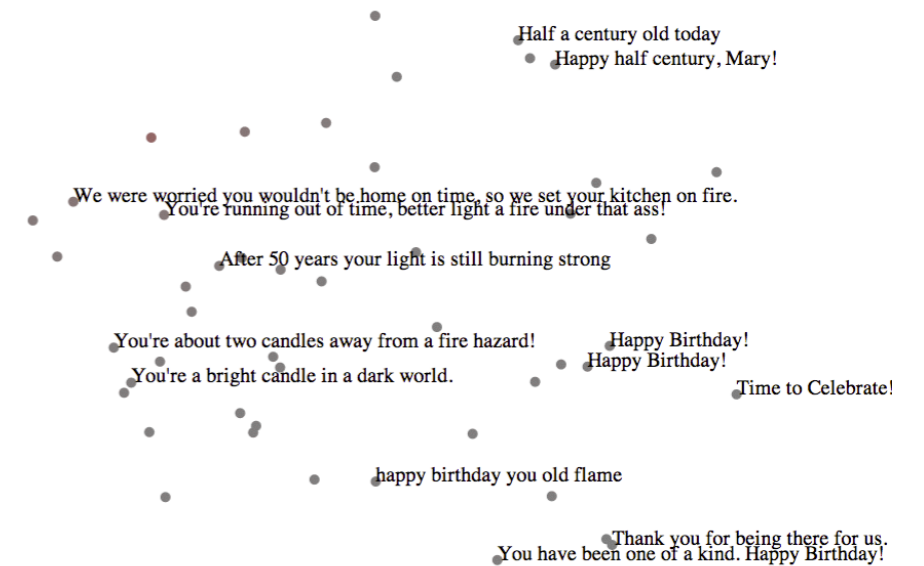 Half a century old today
Happy half century, Mary!
We were worried you wouldn't be home on time, so we set your kitchen on fire.
You're running out of time, better light a fire under that ass!
After 50 years your light is still burning strong
You're about two candles away from a fire hazard!
Happy Birthday!
Happy Birthday!
You're a bright candle in a dark world.
Time to Celebrate!
happy birthday you old flame
Thank you for being there for us.
You have been one of a kind. Happy Birthday!